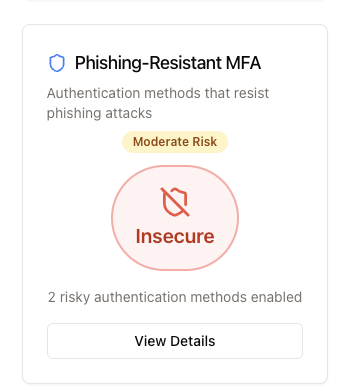 Phishing-Resistant MFA
Authentication methods that resist
phishing attacks
Moderate Risk
Insecure
2 risky authentication methods enabled
View Details